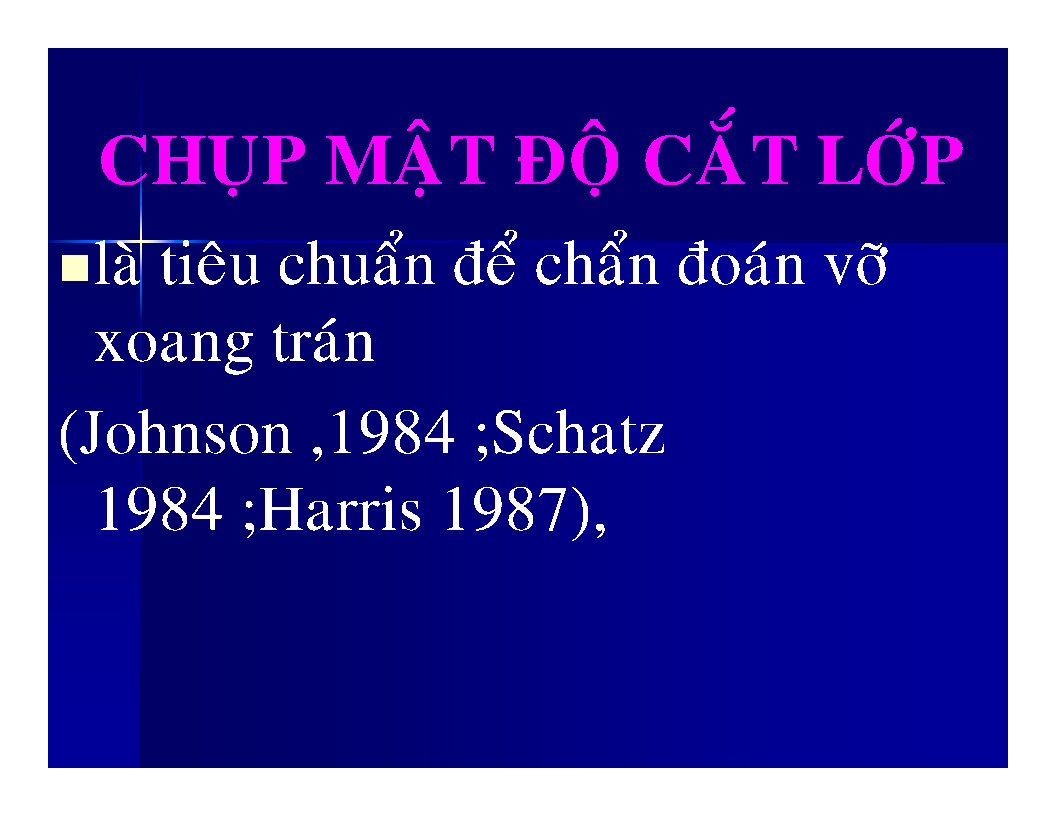 CHỤP MẬT ĐỘ CẮT LỚP
là tiêu chuẩn để chẩn đoán vỡ
xoang trán
(Johnson ,1984 ;Schatz
1984 ;Harris 1987),